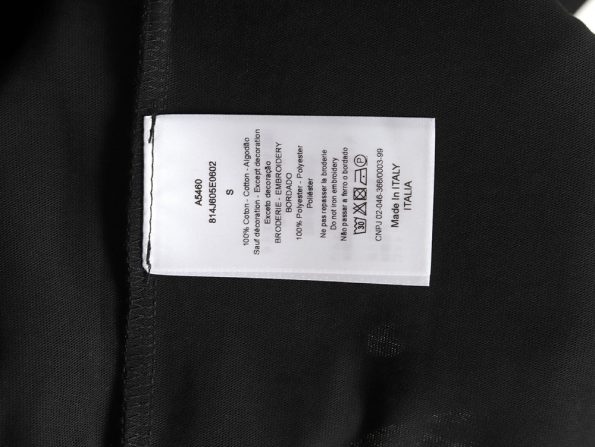 A5460
814J605E0602
S
100% Coton - Cotton - Algodão
Sauf décoration - Except decoration
Exceto decoração
BRODERIE - EMBROIDERY
BORDADO
100% Polyester - Polyester
Poliéster
Ne pas repasser la broderie
Do not iron embroidery
Não passar a ferro o bordado
30
CNPJ 02-046-366/0003-99
Made In ITALY
ITALIA